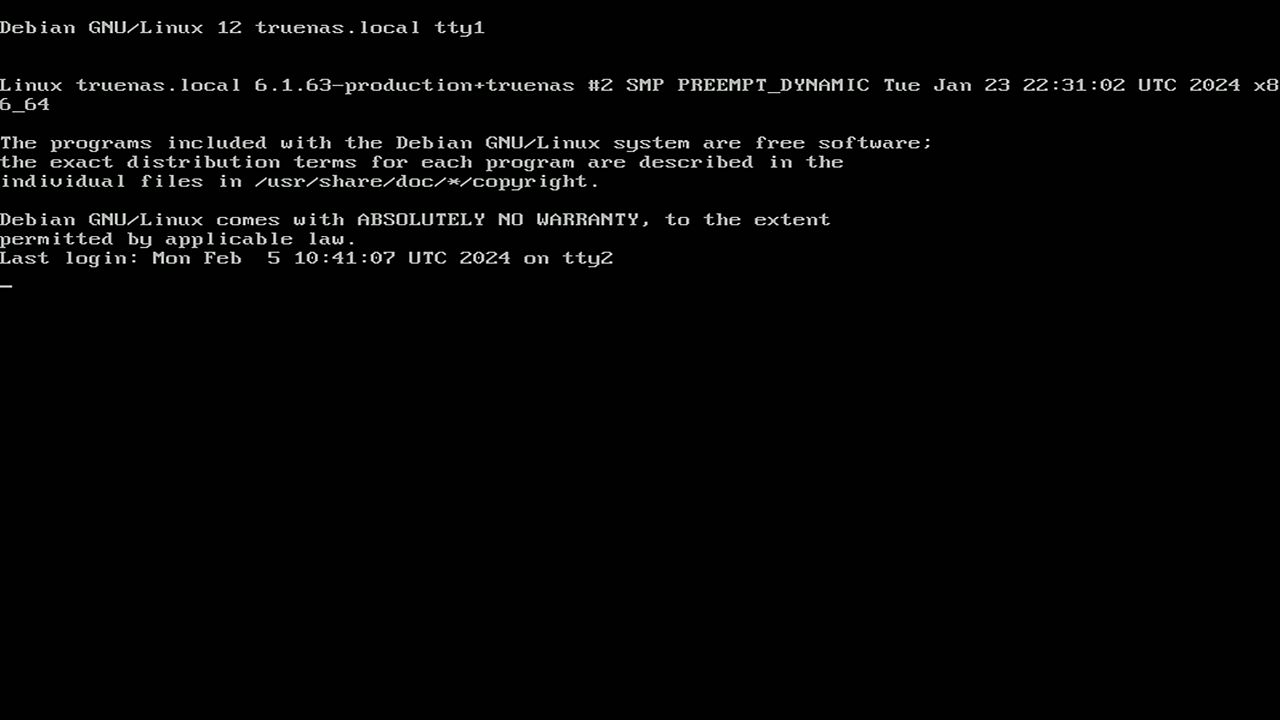 Debian GNU/Linux 12 truenas.local tty1
Linux truenas.local 6.1.63-production+truenas #2 SMP PREEMPT_DYNAMIC Tue Jan 23 22:31:02 UTC 2024 x8
6_64
The programs included with the Debian GNU/Linux system are free software;
the exact distribution terms for each program are described in the
individual files in /usr/share/doc/*/copyright.
Debian GNU/Linux comes with ABSOLUTELY NO WARRANTY, to the extent
permitted by applicable law.
Last login: Mon Feb  5 10:41:07 UTC 2024 on tty2